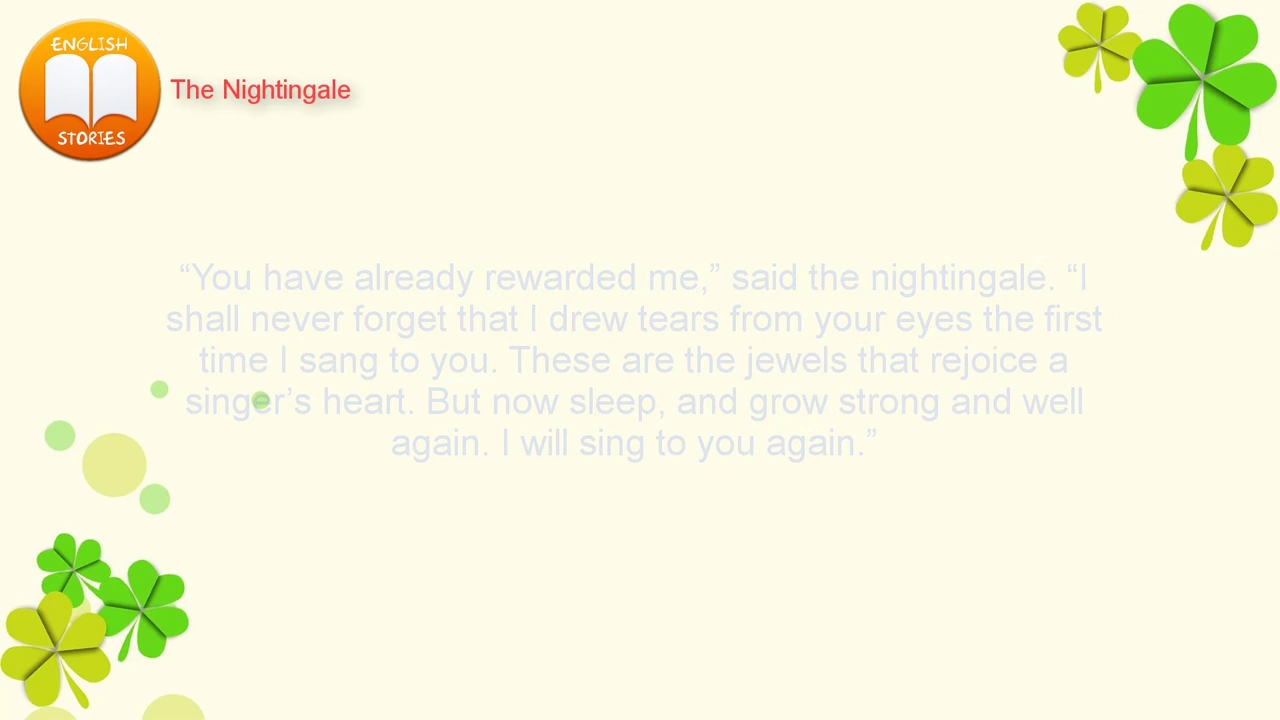 ENGLISH
STORIES
The Nightingale
“You have already rewarded me,” said the nightingale. “I
shall never forget that I drew tears from your eyes the first
time I sang to you. These are the jewels that rejoice a
singer’s heart. But now sleep, and grow strong and well
again. I will sing to you again.”